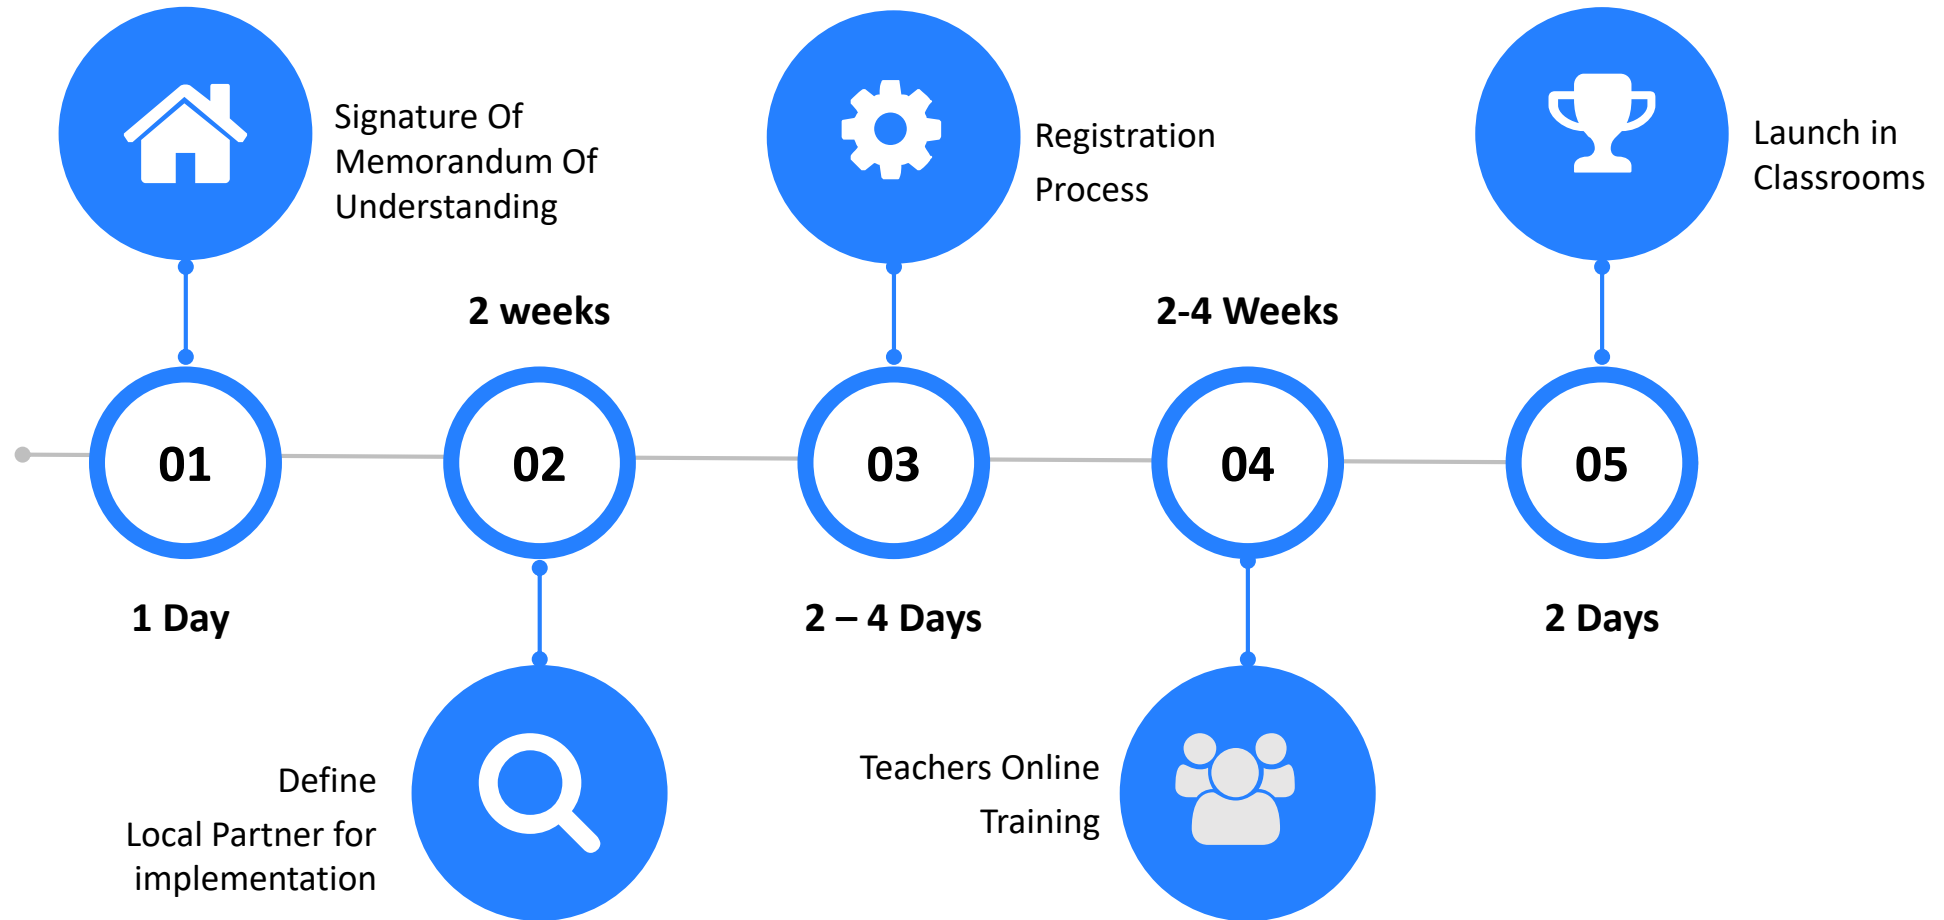 Signature Of
Memorandum Of
Understanding
Registration
Process
Launch in
Classrooms
2 weeks
2-4 Weeks
01
02
03
04
05
1 Day
2 – 4 Days
2 Days
Define
Local Partner for
implementation
Teachers Online
Training